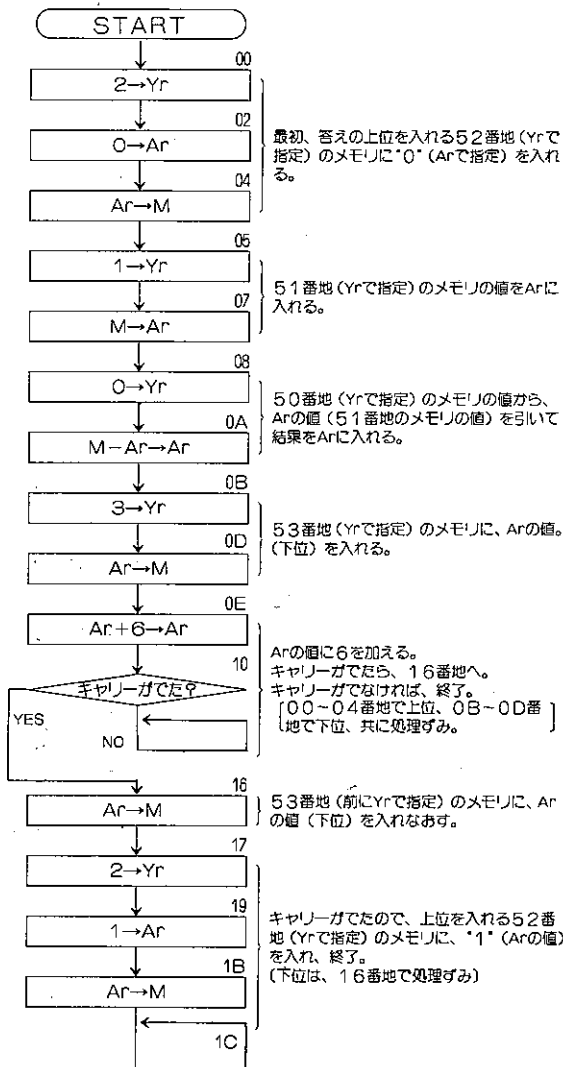 START
00
2→Yr
02
0→Ar
04
Ar→M
最初、答えの上位を入れる52番地(Yrで
指定)のメモリに"0"(Arで指定)を入れ
る。
05
1→Yr
07
M→Ar
51番地(Yrで指定)のメモリの値をArに
入れる。
08
0→Yr
0A
M-Ar→Ar
50番地(Yrで指定)のメモリの値から、
Arの値(51番地のメモリの値)を引いて
結果をArに入れる。
0B
3→Yr
0D
Ar→M
53番地(Yrで指定)のメモリに、Arの値。
(下位)を入れる。
0E
Ar+6→Ar
10
キャリーがでた?
YES
NO
Arの値に6を加える。
キャリーがでたら、16番地へ。
キャリーがでなければ、終了。
[00~04番地で上位、0B~0D番
地で下位、共に処理ずみ。]
16
Ar→M
53番地(前にYrで指定)のメモリに、Ar
の値(下位)を入れなおす。
17
2→Yr
19
1→Ar
1B
Ar→M
キャリーがでたので、上位を入れる52番
地(Yrで指定)のメモリに、"1"(Arの値)
を入れ、終了。
(下位は、16番地で処理ずみ)
1C